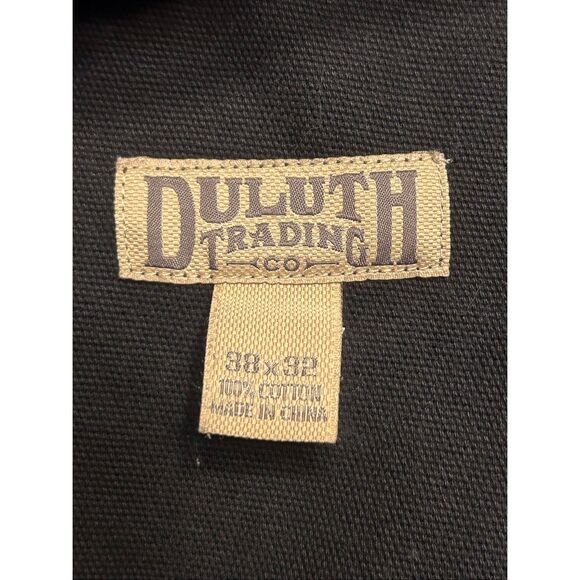 DULUTH
TRADING
CO
38 x 32
100% COTTON
MADE IN CHINA